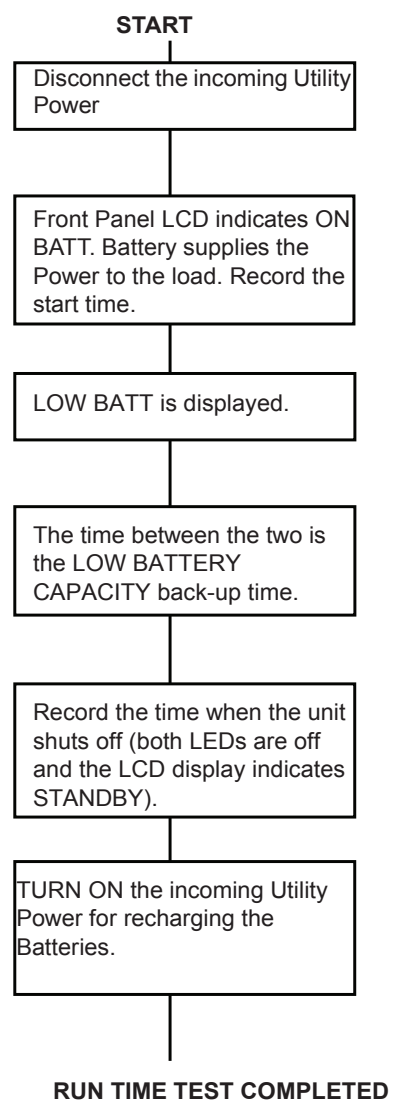 START
Disconnect the incoming Utility
Power
Front Panel LCD indicates ON
BATT. Battery supplies the
Power to the load. Record the
start time.
LOW BATT is displayed.
The time between the two is
the LOW BATTERY
CAPACITY back-up time.
Record the time when the unit
shuts off (both LEDs are off
and the LCD display indicates
STANDBY).
TURN ON the incoming Utility
Power for recharging the
Batteries.
RUN TIME TEST COMPLETED